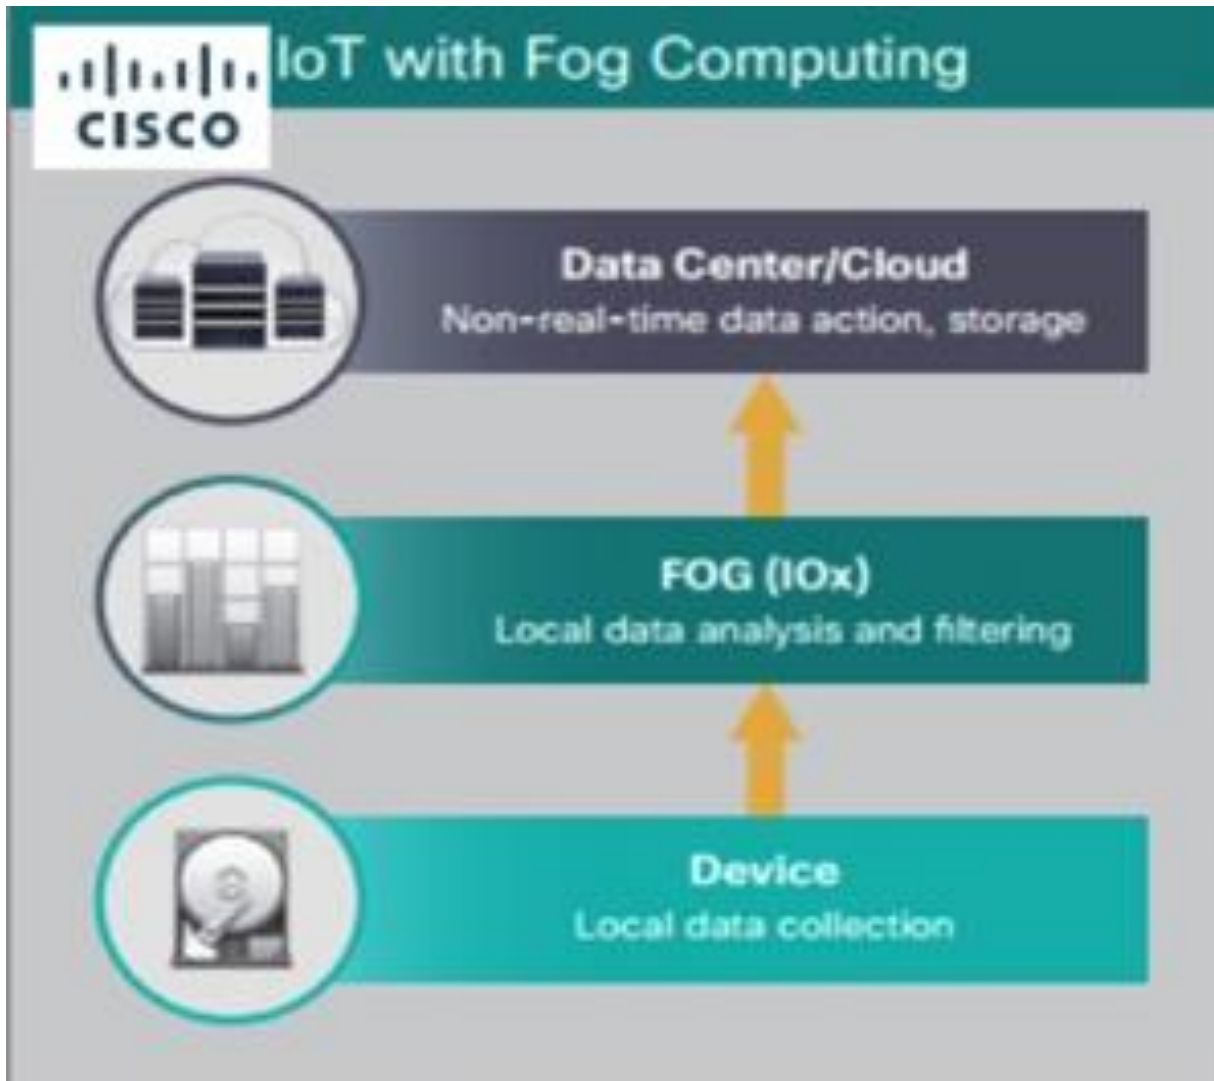 IoT with Fog Computing
CISCO
Data Center/Cloud
Non-real-time data action, storage
FOG (IOx)
Local data analysis and filtering
Device
Local data collection